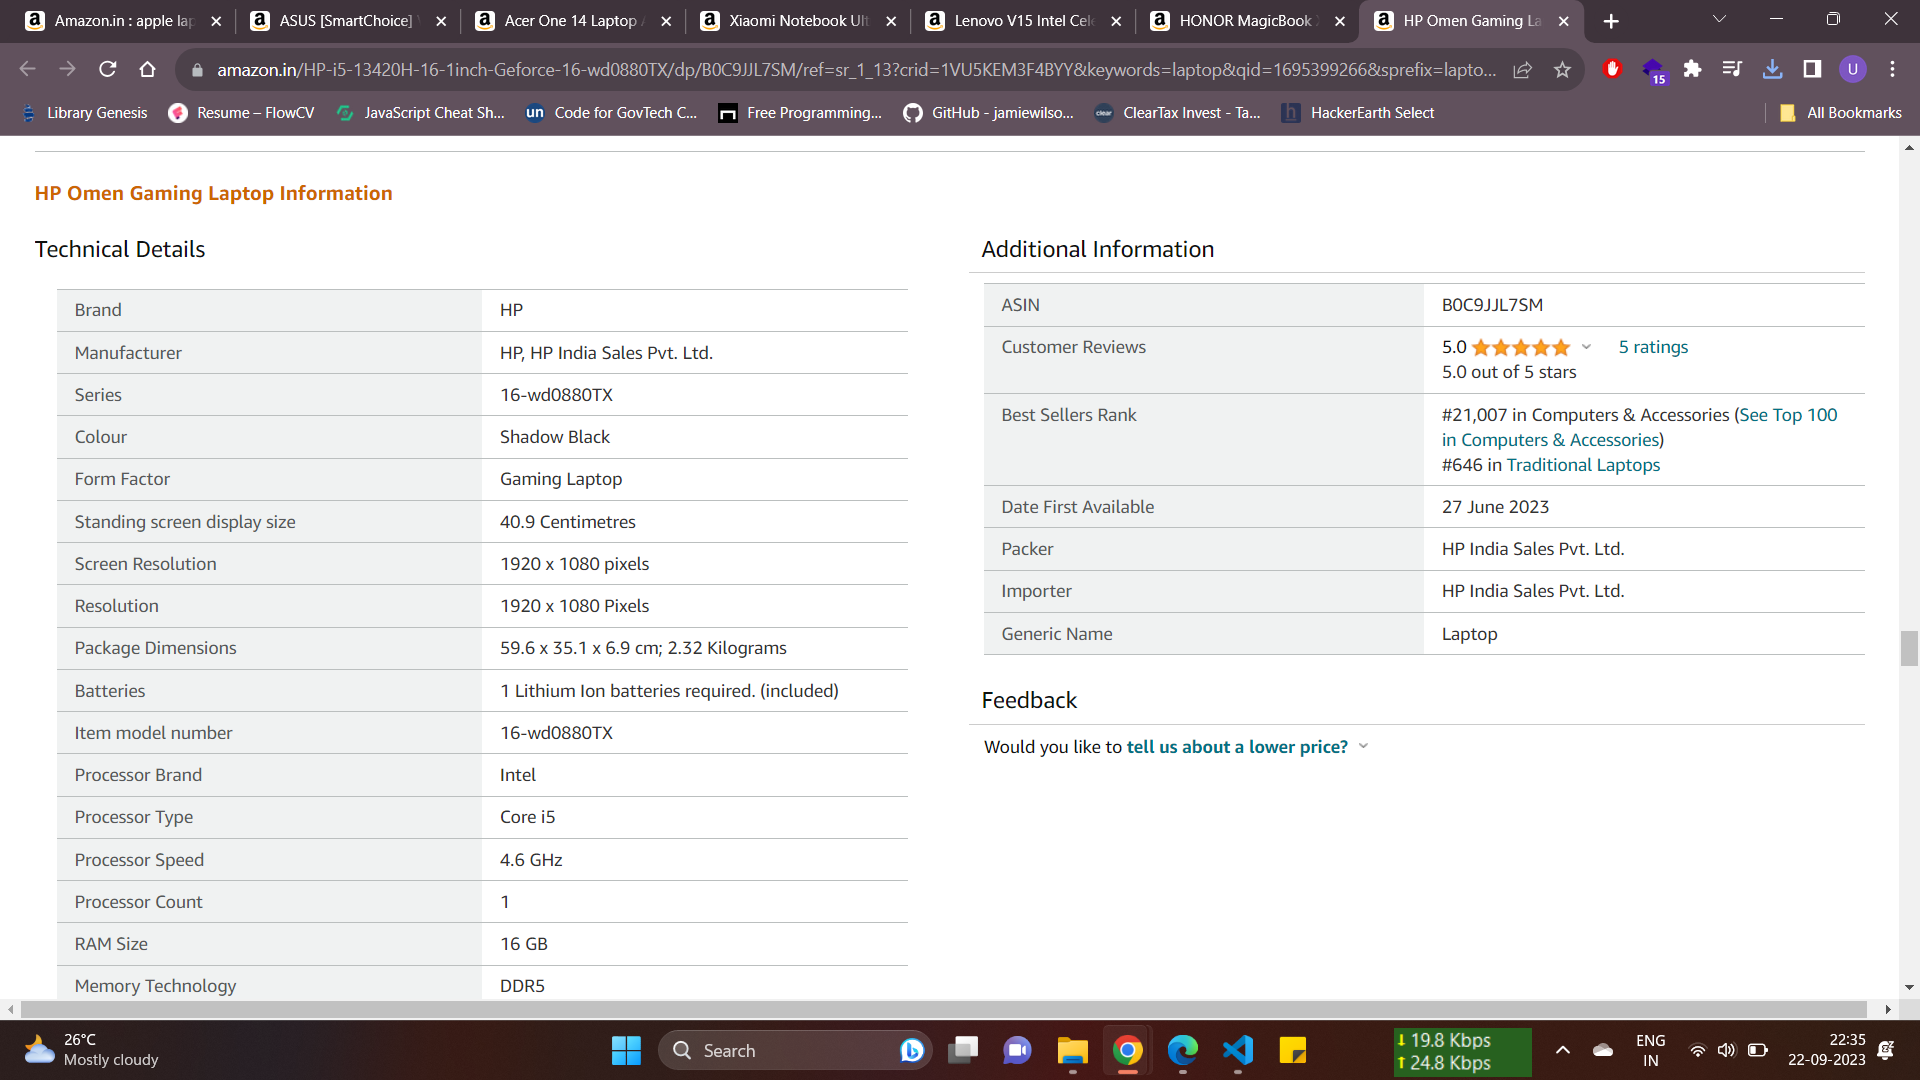 Amazon.in : apple lap
ASUS [SmartChoice]
Acer One 14 Laptop
Xiaomi Notebook Ult
Lenovo V15 Intel Cel
HONOR MagicBook
HP Omen Gaming La
amazon.in/HP-i5-13420H-16-1inch-Geforce-16-wd0880TX/dp/B0C9JJL7SM/ref=sr_1_13?crid=1VU5KEM3F4BYY&keywords=laptop&qid=1695399266&sprefix=lapto...
15
U
Library Genesis
Resume – FlowCV
JavaScript Cheat Sh...
un
Code for GovTech C...
Free Programming...
GitHub - jamiewilso...
clear
ClearTax Invest - Ta...
h
HackerEarth Select
All Bookmarks
HP Omen Gaming Laptop Information
Technical Details
Brand HP
Manufacturer HP, HP India Sales Pvt. Ltd.
Series 16-wd0880TX
Colour Shadow Black
Form Factor Gaming Laptop
Standing screen display size 40.9 Centimetres
Screen Resolution 1920 x 1080 pixels
Resolution 1920 x 1080 Pixels
Package Dimensions 59.6 x 35.1 x 6.9 cm; 2.32 Kilograms
Batteries 1 Lithium Ion batteries required. (included)
Item model number 16-wd0880TX
Processor Brand Intel
Processor Type Core i5
Processor Speed 4.6 GHz
Processor Count 1
RAM Size 16 GB
Memory Technology DDR5
Additional Information
ASIN B0C9JJL7SM
Customer Reviews 5.0 5 ratings
5.0 out of 5 stars
Best Sellers Rank #21,007 in Computers & Accessories (See Top 100
in Computers & Accessories)
#646 in Traditional Laptops
Date First Available 27 June 2023
Packer HP India Sales Pvt. Ltd.
Importer HP India Sales Pvt. Ltd.
Generic Name Laptop
Feedback
Would you like to tell us about a lower price?
26°C
Mostly cloudy
Search
19.8 Kbps
24.8 Kbps
ENG
IN
22:35
22-09-2023